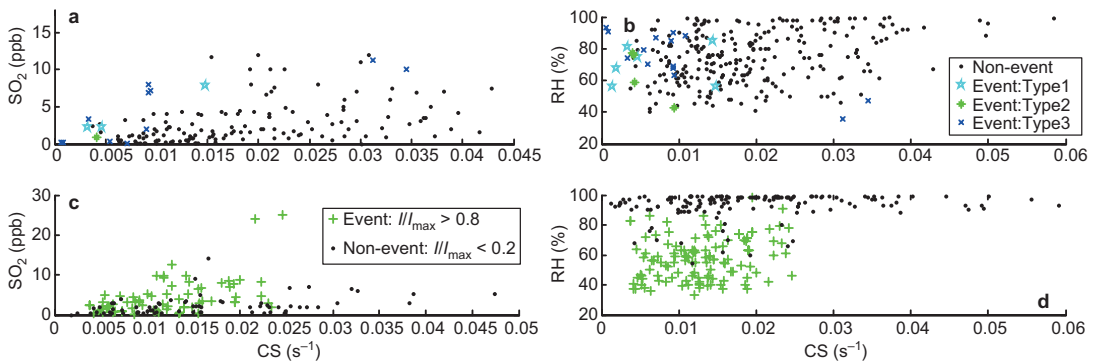 a
SO₂ (ppb)
15
10
5
0
0 0.005 0.01 0.015 0.02 0.025 0.03 0.035 0.04 0.045
b
RH (%)
100
80
60
40
20
0 0.01 0.02 0.03 0.04 0.05 0.06
Non-event
Event:Type1
Event:Type2
Event:Type3
c
SO₂ (ppb)
30
20
10
0
0 0.005 0.01 0.015 0.02 0.025 0.03 0.035 0.04 0.045 0.05
CS (s⁻¹)
Event: I/Imax > 0.8
Non-event: I/Imax < 0.2
d
RH (%)
100
80
60
40
20
0 0.01 0.02 0.03 0.04 0.05 0.06
CS (s⁻¹)